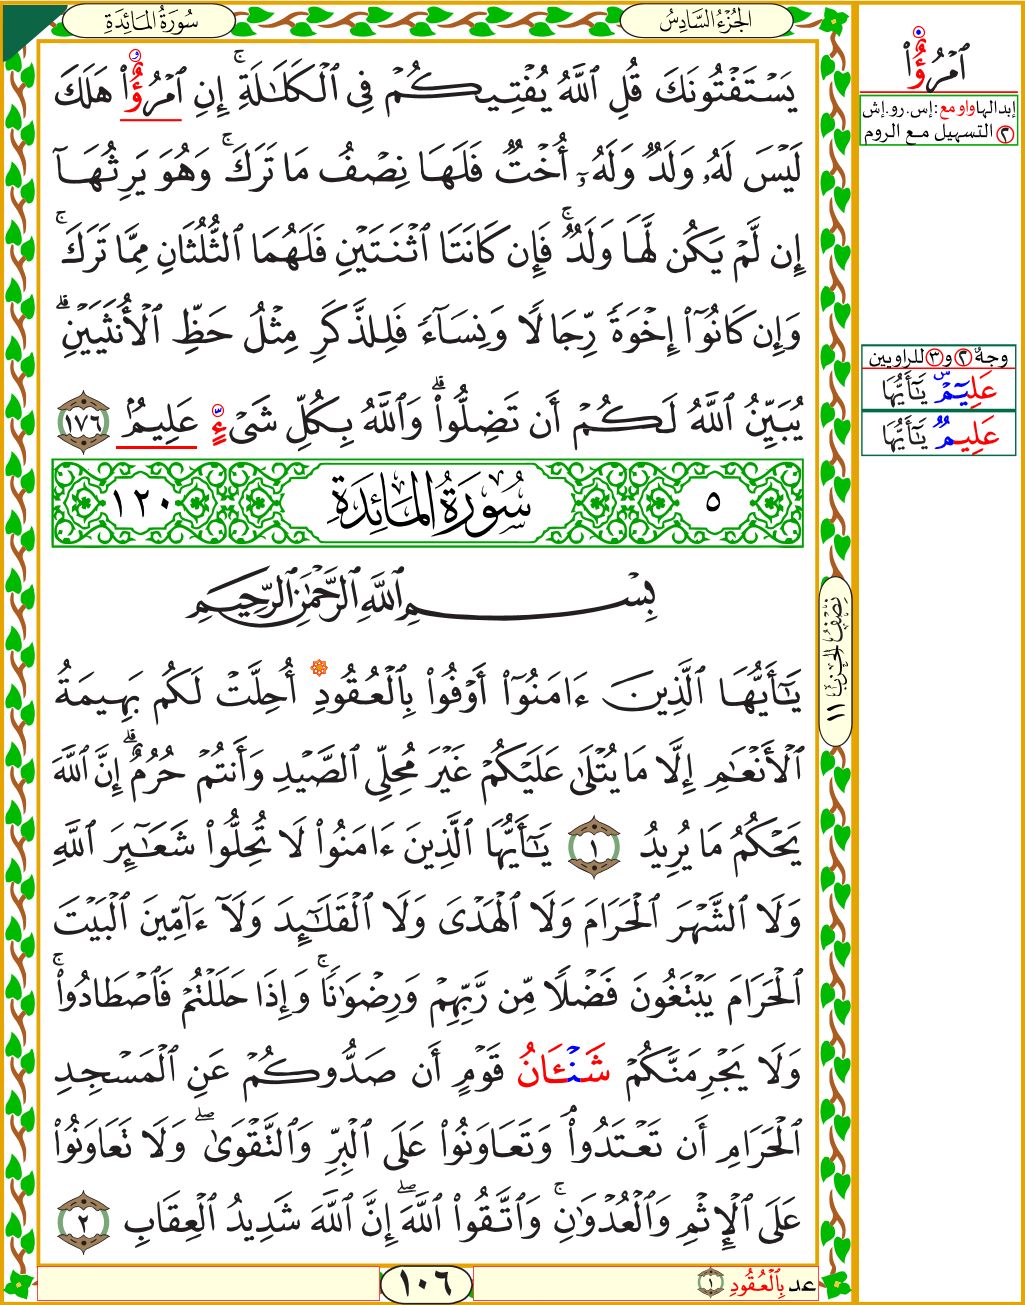 الجُزْءُ السَّادِسُ
سُورَةُ المَائِدَةِ
يَسۡتَفۡتُونَكَ قُلِ ٱللَّهُ يُفۡتِيكُمۡ فِي ٱلۡكَلَٰلَةِۚ إِنِ ٱمۡرُؤٌاْ هَلَكَ
لَيۡسَ لَهُۥ وَلَدٞ وَلَهُۥٓ أُخۡتٞ فَلَهَا نِصۡفُ مَا تَرَكَۚ وَهُوَ يَرِثُهَآ
إِن لَّمۡ يَكُن لَّهَا وَلَدٞۚ فَإِن كَانَتَا ٱثۡنَتَيۡنِ فَلَهُمَا ٱلثُّلُثَانِ مِمَّا تَرَكَۚ
وَإِن كَانُوٓاْ إِخۡوَةٗ رِّجَالٗا وَنِسَآءٗ فَلِلذَّكَرِ مِثۡلُ حَظِّ ٱلۡأُنثَيَيۡنِۗ
يُبَيِّنُ ٱللَّهُ لَكُمۡ أَن تَضِلُّواْۗ وَٱللَّهُ بِكُلِّ شَيۡءٍ عَلِيمُۢ ١٧٦
٥ سُورَةُ المَائِدَةِ ١٢٠
بِسۡمِ ٱللَّهِ ٱلرَّحۡمَٰنِ ٱلرَّحِيمِ
يَٰٓأَيُّهَا ٱلَّذِينَ ءَامَنُوٓاْ أَوۡفُواْ بِٱلۡعُقُودِ أُحِلَّتۡ لَكُم بَهِيمَةُ
ٱلۡأَنۡعَٰمِ إِلَّا مَا يُتۡلَىٰ عَلَيۡكُمۡ غَيۡرَ مُحِلِّي ٱلصَّيۡدِ وَأَنتُمۡ حُرُمٌۗ إِنَّ ٱللَّهَ
يَحۡكُمُ مَا يُرِيدُ ١ يَٰٓأَيُّهَا ٱلَّذِينَ ءَامَنُواْ لَا تُحِلُّواْ شَعَٰٓئِرَ ٱللَّهِ
وَلَا ٱلشَّهۡرَ ٱلۡحَرَامَ وَلَا ٱلۡهَدۡيَ وَلَا ٱلۡقَلَٰٓئِدَ وَلَآ ءَآمِّينَ ٱلۡبَيۡتَ
ٱلۡحَرَامَ يَبۡتَغُونَ فَضۡلٗا مِّن رَّبِّهِمۡ وَرِضۡوَٰنٗاۚ وَإِذَا حَلَلۡتُمۡ فَٱصۡطَادُواْۚ
وَلَا يَجۡرِمَنَّكُمۡ شَنۡـَٔانُ قَوۡمٍ أَن صَدُّوكُمۡ عَنِ ٱلۡمَسۡجِدِ
ٱلۡحَرَامِ أَن تَعۡتَدُواْۘ وَتَعَاوَنُواْ عَلَى ٱلۡبِرِّ وَٱلتَّقۡوَىٰۖ وَلَا تَعَاوَنُواْ
عَلَى ٱلۡإِثۡمِ وَٱلۡعُدۡوَٰنِۚ وَٱتَّقُواْ ٱللَّهَۖ إِنَّ ٱللَّهَ شَدِيدُ ٱلۡعِقَابِ ٢
عد بِٱلۡعُقُودِ ١
١٠٦
نِصْفُ الحِزْبُ ١١
ٱمۡرُؤٌاْ
إبدالها واو مع: إس. رو. إش
٢ التسهيل مع الروم
وجهُ ٢ و ٣ للراويين
عَلِيمٞ يَٰٓأَيُّهَا
عَلِيمٞ يَٰٓأَيُّهَا